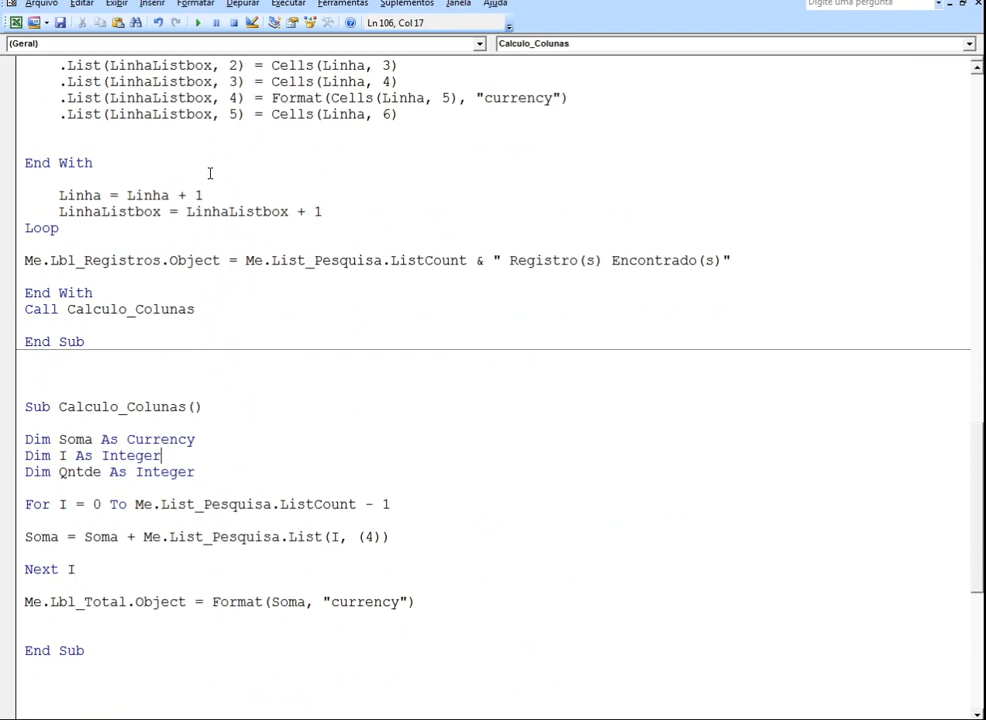 Arquivo Editar Exibir Inserir Formatar Depurar Executar Ferramentas Suplementos Janela Ajuda
Digite uma pergunta
Ln 106, Col 17
(Geral) Calculo_Colunas
.List(LinhaListbox, 2) = Cells(Linha, 3)
.List(LinhaListbox, 3) = Cells(Linha, 4)
.List(LinhaListbox, 4) = Format(Cells(Linha, 5), "currency")
.List(LinhaListbox, 5) = Cells(Linha, 6)
End With
Linha = Linha + 1
LinhaListbox = LinhaListbox + 1
Loop
Me.Lbl_Registros.Object = Me.List_Pesquisa.ListCount & " Registro(s) Encontrado(s)"
End With
Call Calculo_Colunas
End Sub
Sub Calculo_Colunas()
Dim Soma As Currency
Dim I As Integer
Dim Qntde As Integer
For I = 0 To Me.List_Pesquisa.ListCount - 1
Soma = Soma + Me.List_Pesquisa.List(I, (4))
Next I
Me.Lbl_Total.Object = Format(Soma, "currency")
End Sub